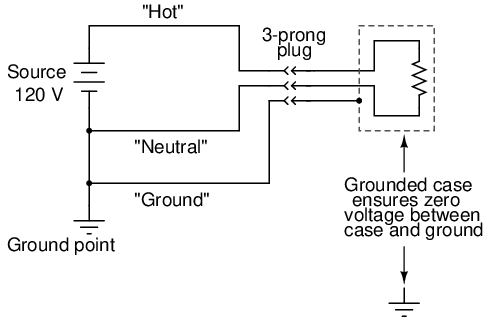 "Hot"
3-prong
plug
Source
120 V
"Neutral"
"Ground"
Ground point
Grounded case
ensures zero
voltage between
case and ground